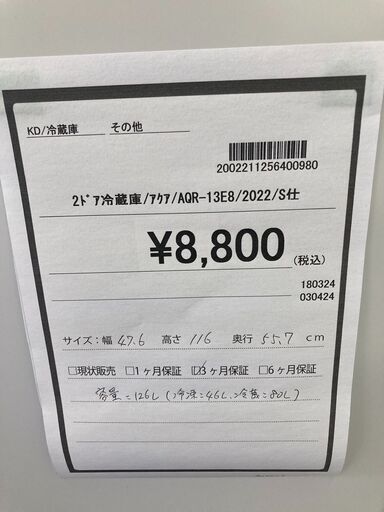 KD/冷蔵庫 その他
2002211256400980
2ﾄﾞｱ冷蔵庫/ｱｸｱ/AQR-13E8/2022/S仕
¥8,800 (税込)
180324
030424
サイズ:幅 47.6 高さ 116 奥行 55.7 cm
□現状販売 □1ヶ月保証 ☑3ヶ月保証 □6ヶ月保証
容量=126L(冷凍=46L、冷蔵=80L)